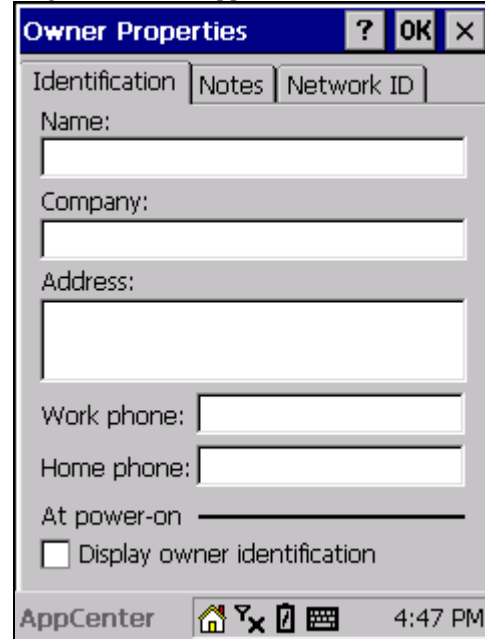 Owner Properties ? OK ×
Identification Notes Network ID
Name:
Company:
Address:
Work phone:
Home phone:
At power-on
Display owner identification
AppCenter 4:47 PM